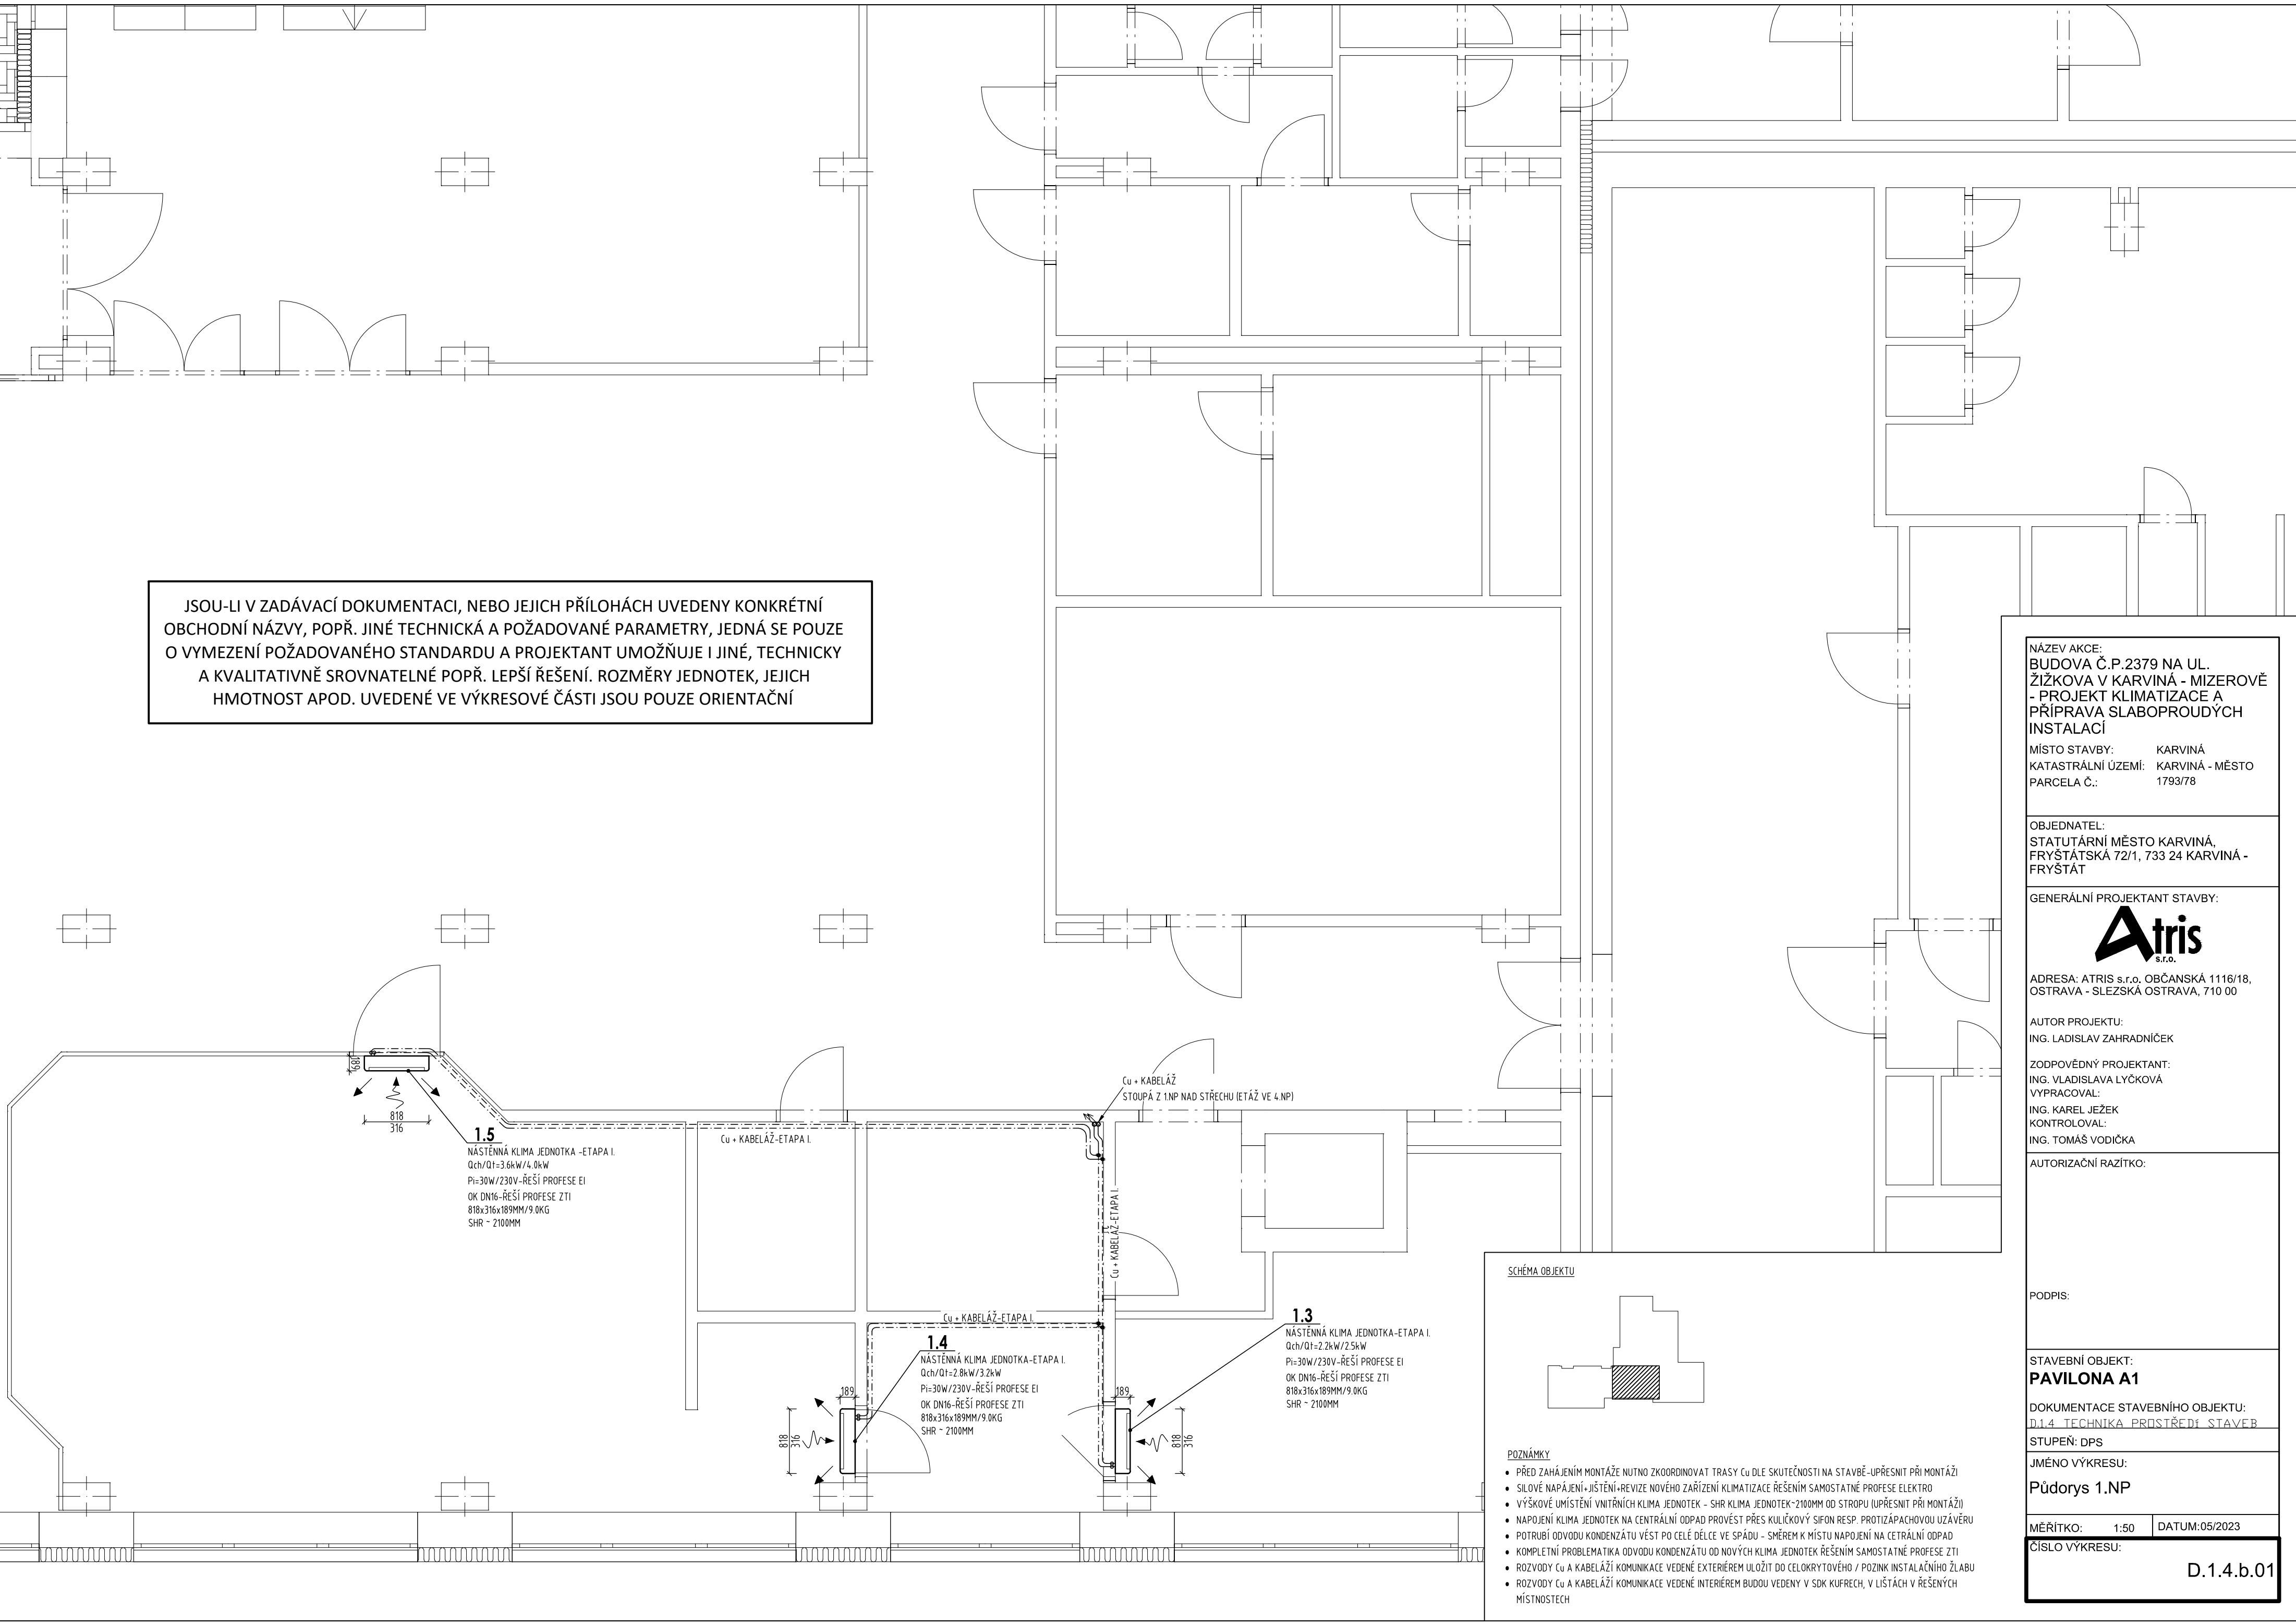 JSOU-LI V ZADÁVACÍ DOKUMENTACI, NEBO JEJICH PŘÍLOHÁCH UVEDENY KONKRÉTNÍ
OBCHODNÍ NÁZVY, POPŘ. JINÉ TECHNICKÁ A POŽADOVANÉ PARAMETRY, JEDNÁ SE POUZE
O VYMEZENÍ POŽADOVANÉHO STANDARDU A PROJEKTANT UMOŽŇUJE I JINÉ, TECHNICKY
A KVALITATIVNĚ SROVNATELNÉ POPŘ. LEPŠÍ ŘEŠENÍ. ROZMĚRY JEDNOTEK, JEJICH
HMOTNOST APOD. UVEDENÉ VE VÝKRESOVÉ ČÁSTI JSOU POUZE ORIENTAČNÍ
189
818
316
1.5
NÁSTĚNNÁ KLIMA JEDNOTKA -ETAPA I.
Qch/Qt=3.6kW/4.0kW
Pi=30W/230V-ŘEŠÍ PROFESE EI
OK DN16-ŘEŠÍ PROFESE ZTI
818x316x189MM/9.0KG
SHR ~ 2100MM
Cu + KABELÁŽ-ETAPA I.
Cu + KABELÁŽ
STOUPÁ Z 1.NP NAD STŘECHU (ETÁŽ VE 4.NP)
Cu + KABELÁŽ-ETAPA I.
Cu + KABELÁŽ-ETAPA I.
1.4
NÁSTĚNNÁ KLIMA JEDNOTKA-ETAPA I.
Qch/Qt=2.8kW/3.2kW
Pi=30W/230V-ŘEŠÍ PROFESE EI
OK DN16-ŘEŠÍ PROFESE ZTI
818x316x189MM/9.0KG
SHR ~ 2100MM
189
818
316
1.3
NÁSTĚNNÁ KLIMA JEDNOTKA-ETAPA I.
Qch/Qt=2.2kW/2.5kW
Pi=30W/230V-ŘEŠÍ PROFESE EI
OK DN16-ŘEŠÍ PROFESE ZTI
818x316x189MM/9.0KG
SHR ~ 2100MM
189
818
316
SCHÉMA OBJEKTU
POZNÁMKY
• PŘED ZAHÁJENÍM MONTÁŽE NUTNO ZKOORDINOVAT TRASY Cu DLE SKUTEČNOSTI NA STAVBĚ-UPŘESNIT PŘI MONTÁŽI
• SILOVÉ NAPÁJENÍ+JIŠTĚNÍ+REVIZE NOVÉHO ZAŘÍZENÍ KLIMATIZACE ŘEŠENÍM SAMOSTATNÉ PROFESE ELEKTRO
• VÝŠKOVÉ UMÍSTĚNÍ VNITŘNÍCH KLIMA JEDNOTEK - SHR KLIMA JEDNOTEK~2100MM OD STROPU (UPŘESNIT PŘI MONTÁŽI)
• NAPOJENÍ KLIMA JEDNOTEK NA CENTRÁLNÍ ODPAD PROVÉST PŘES KULIČKOVÝ SIFON RESP. PROTIZÁPACHOVOU UZÁVĚRU
• POTRUBÍ ODVODU KONDENZÁTU VÉST PO CELÉ DÉLCE VE SPÁDU - SMĚREM K MÍSTU NAPOJENÍ NA CETRÁLNÍ ODPAD
• KOMPLETNÍ PROBLEMATIKA ODVODU KONDENZÁTU OD NOVÝCH KLIMA JEDNOTEK ŘEŠENÍM SAMOSTATNÉ PROFESE ZTI
• ROZVODY Cu A KABELÁŽÍ KOMUNIKACE VEDENÉ EXTERIÉREM ULOŽIT DO CELOKRYTOVÉHO / POZINK INSTALAČNÍHO ŽLABU
• ROZVODY Cu A KABELÁŽÍ KOMUNIKACE VEDENÉ INTERIÉREM BUDOU VEDENY V SDK KUFRECH, V LIŠTÁCH V ŘEŠENÝCH
MÍSTNOSTECH
NÁZEV AKCE:
BUDOVA Č.P.2379 NA UL.
ŽIŽKOVA V KARVINÁ - MIZEROVĚ
- PROJEKT KLIMATIZACE A
PŘÍPRAVA SLABOPROUDÝCH
INSTALACÍ
MÍSTO STAVBY: KARVINÁ
KATASTRÁLNÍ ÚZEMÍ: KARVINÁ - MĚSTO
PARCELA Č.: 1793/78
OBJEDNATEL:
STATUTÁRNÍ MĚSTO KARVINÁ,
FRYŠTÁTSKÁ 72/1, 733 24 KARVINÁ -
FRYŠTÁT
GENERÁLNÍ PROJEKTANT STAVBY:
Atris
s.r.o.
ADRESA: ATRIS s.r.o. OBČANSKÁ 1116/18,
OSTRAVA - SLEZSKÁ OSTRAVA, 710 00
AUTOR PROJEKTU:
ING. LADISLAV ZAHRADNÍČEK
ZODPOVĚDNÝ PROJEKTANT:
ING. VLADISLAVA LYČKOVÁ
VYPRACOVAL:
ING. KAREL JEŽEK
KONTROLOVAL:
ING. TOMÁŠ VODIČKA
AUTORIZAČNÍ RAZÍTKO:
PODPIS:
STAVEBNÍ OBJEKT:
PAVILONA A1
DOKUMENTACE STAVEBNÍHO OBJEKTU:
D.1.4 TECHNIKA PROSTŘEDÍ STAVEB
STUPEŇ: DPS
JMÉNO VÝKRESU:
Půdorys 1.NP
MĚŘÍTKO: 1:50 DATUM:05/2023
ČÍSLO VÝKRESU:
D.1.4.b.01